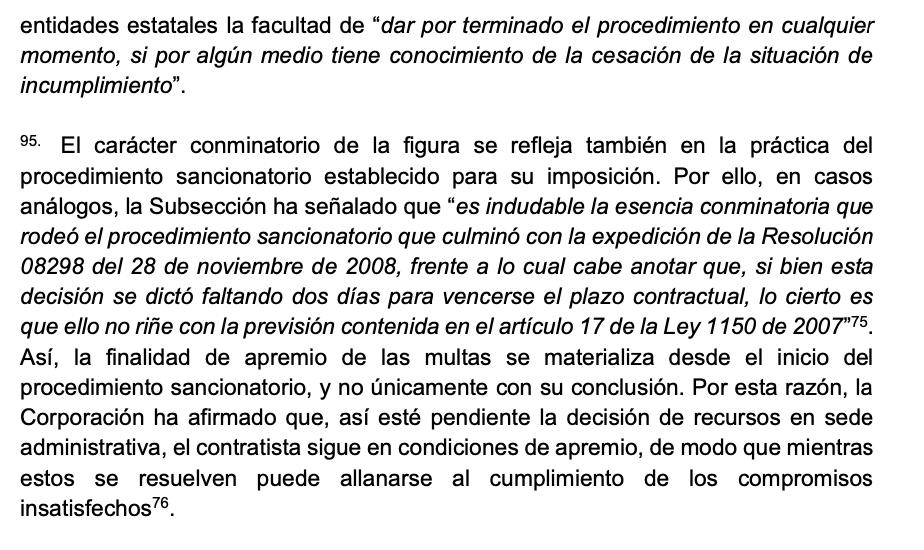 entidades estatales la facultad de “dar por terminado el procedimiento en cualquier
momento, si por algún medio tiene conocimiento de la cesación de la situación de
incumplimiento”.
95. El carácter conminatorio de la figura se refleja también en la práctica del
procedimiento sancionatorio establecido para su imposición. Por ello, en casos
análogos, la Subsección ha señalado que “es indudable la esencia conminatoria que
rodeó el procedimiento sancionatorio que culminó con la expedición de la Resolución
08298 del 28 de noviembre de 2008, frente a lo cual cabe anotar que, si bien esta
decisión se dictó faltando dos días para vencerse el plazo contractual, lo cierto es
que ello no riñe con la previsión contenida en el artículo 17 de la Ley 1150 de 2007”75.
Así, la finalidad de apremio de las multas se materializa desde el inicio del
procedimiento sancionatorio, y no únicamente con su conclusión. Por esta razón, la
Corporación ha afirmado que, así esté pendiente la decisión de recursos en sede
administrativa, el contratista sigue en condiciones de apremio, de modo que mientras
estos se resuelven puede allanarse al cumplimiento de los compromisos
insatisfechos76.